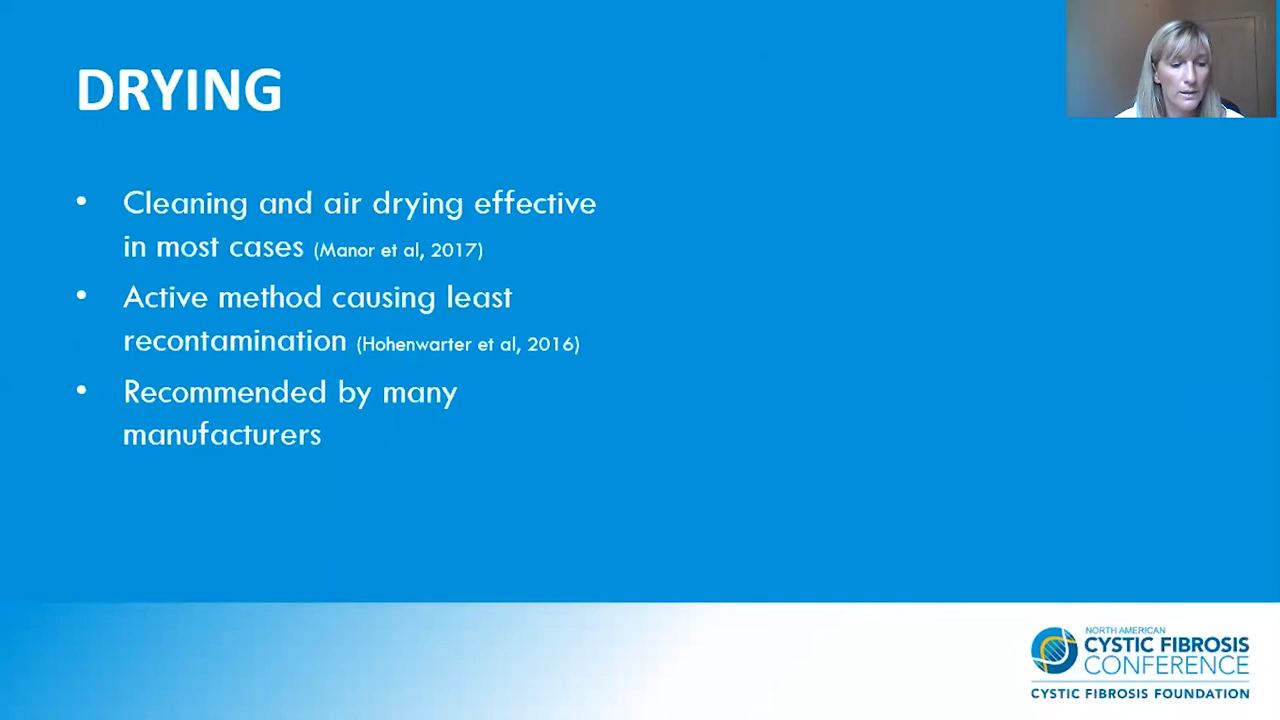 DRYING
• Cleaning and air drying effective
in most cases (Manor et al, 2017)
• Active method causing least
recontamination (Hohenwarter et al, 2016)
• Recommended by many
manufacturers
NORTH AMERICAN
CYSTIC FIBROSIS
CONFERENCE
CYSTIC FIBROSIS FOUNDATION